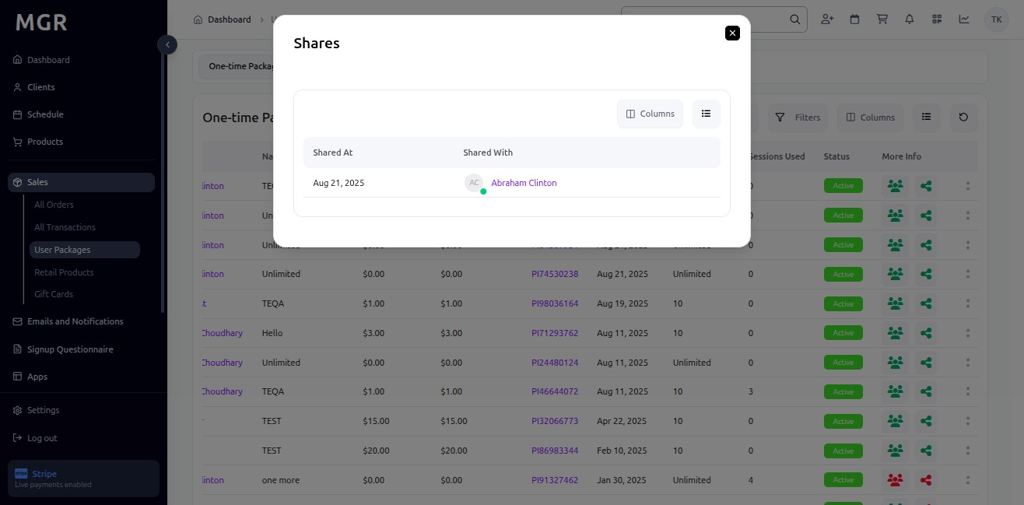 MGR
Dashboard
Clients
Schedule
Products
Sales
All Orders
All Transactions
User Packages
Retail Products
Gift Cards
Emails and Notifications
Signup Questionnaire
Apps
Settings
Log out
Stripe
Live payments enabled
Dashboard
TK
Shares
Columns
Shared At Shared With
Aug 21, 2025 AC Abraham Clinton
One-time Packa
One-time Pa
Filters
Columns
Na essions Used Status More Info
inton TE 0 Active
inton Un 0 Active
inton 0 Active
inton Unlimited $0.00 $0.00 PI74530238 Aug 21, 2025 Unlimited 0 Active
t TEQA $1.00 $1.00 PI98036164 Aug 19, 2025 10 0 Active
Choudhary Hello $3.00 $3.00 PI71293762 Aug 11, 2025 10 0 Active
Choudhary Unlimited $0.00 $0.00 PI24480124 Aug 11, 2025 Unlimited 0 Active
Choudhary TEQA $1.00 $1.00 PI46644072 Aug 11, 2025 10 3 Active
TEST $15.00 $15.00 PI32066773 Apr 22, 2025 10 0 Active
TEST $20.00 $20.00 PI86983344 Feb 10, 2025 10 0 Active
inton one more $0.00 $0.00 PI91327462 Jan 30, 2025 Unlimited 4 Active